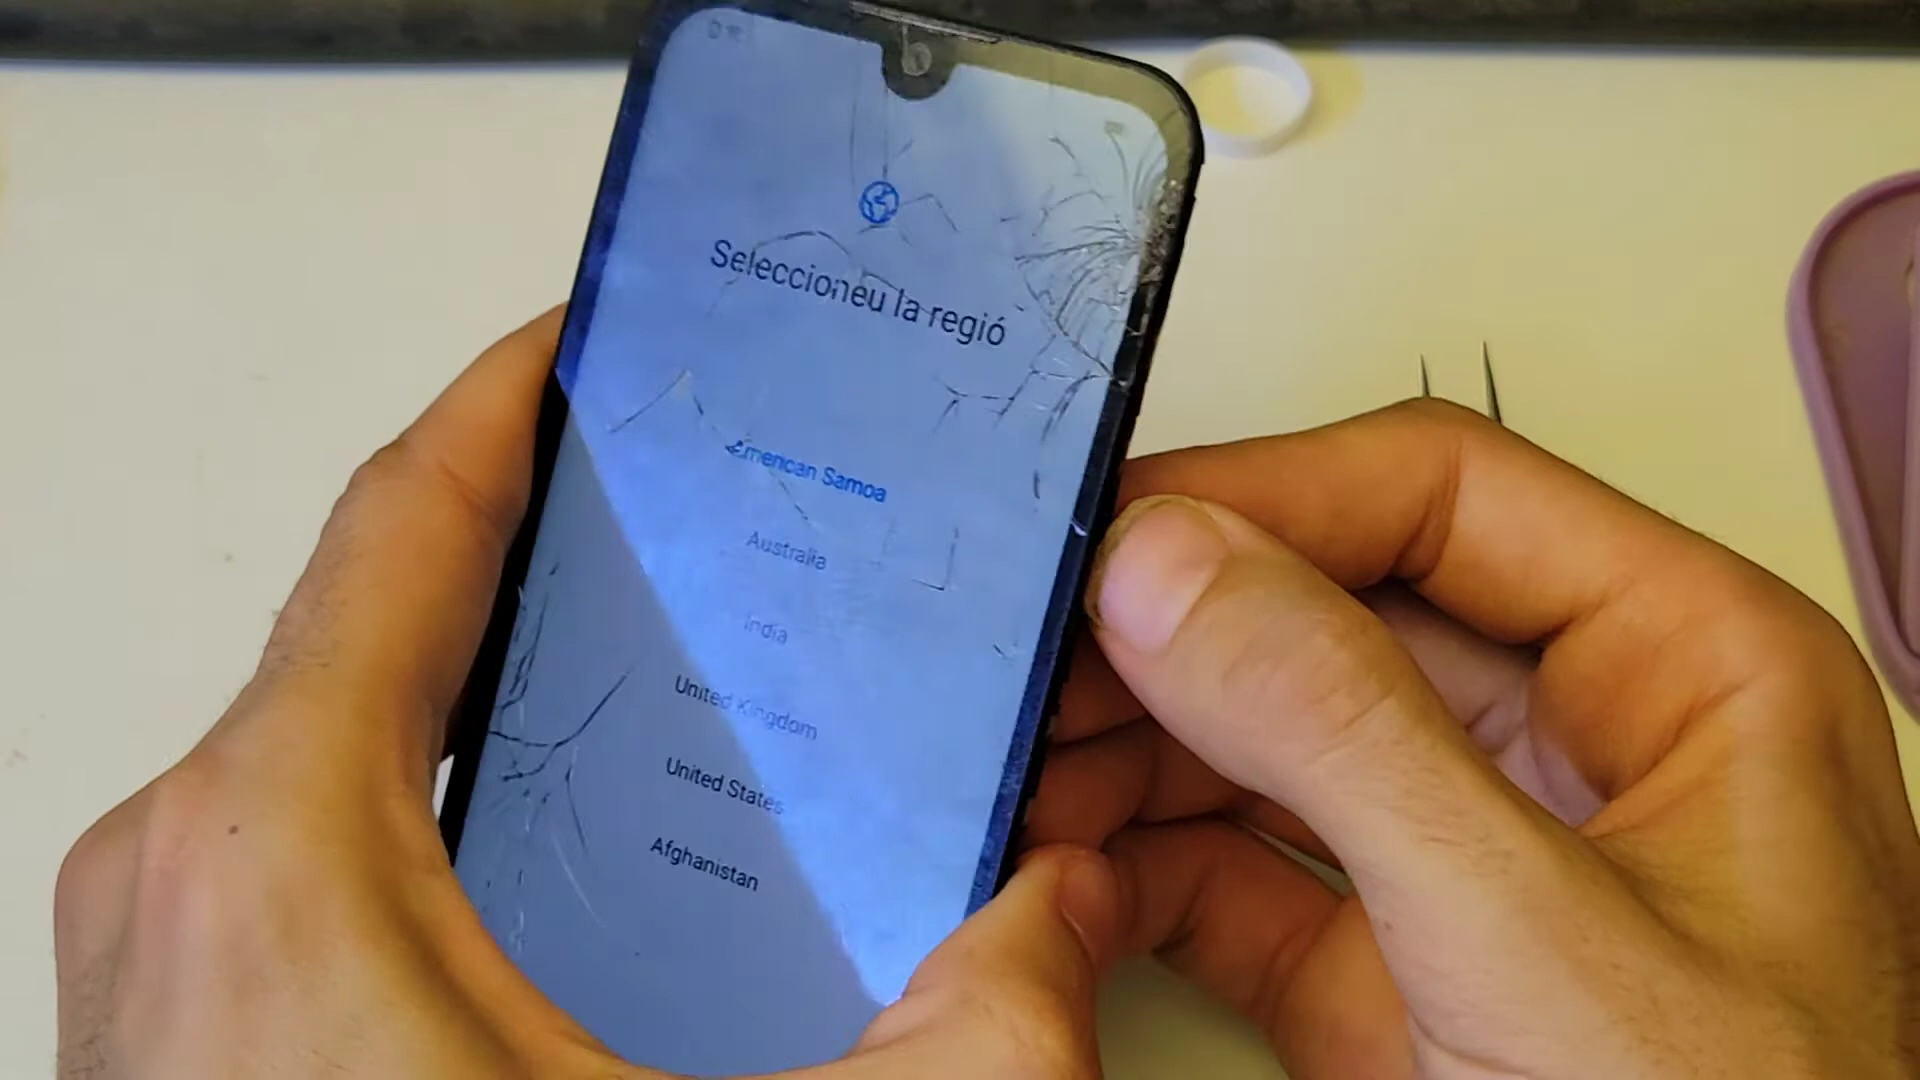 Seleccioneu la regió
American Samoa
Australia
India
United Kingdom
United States
Afghanistan